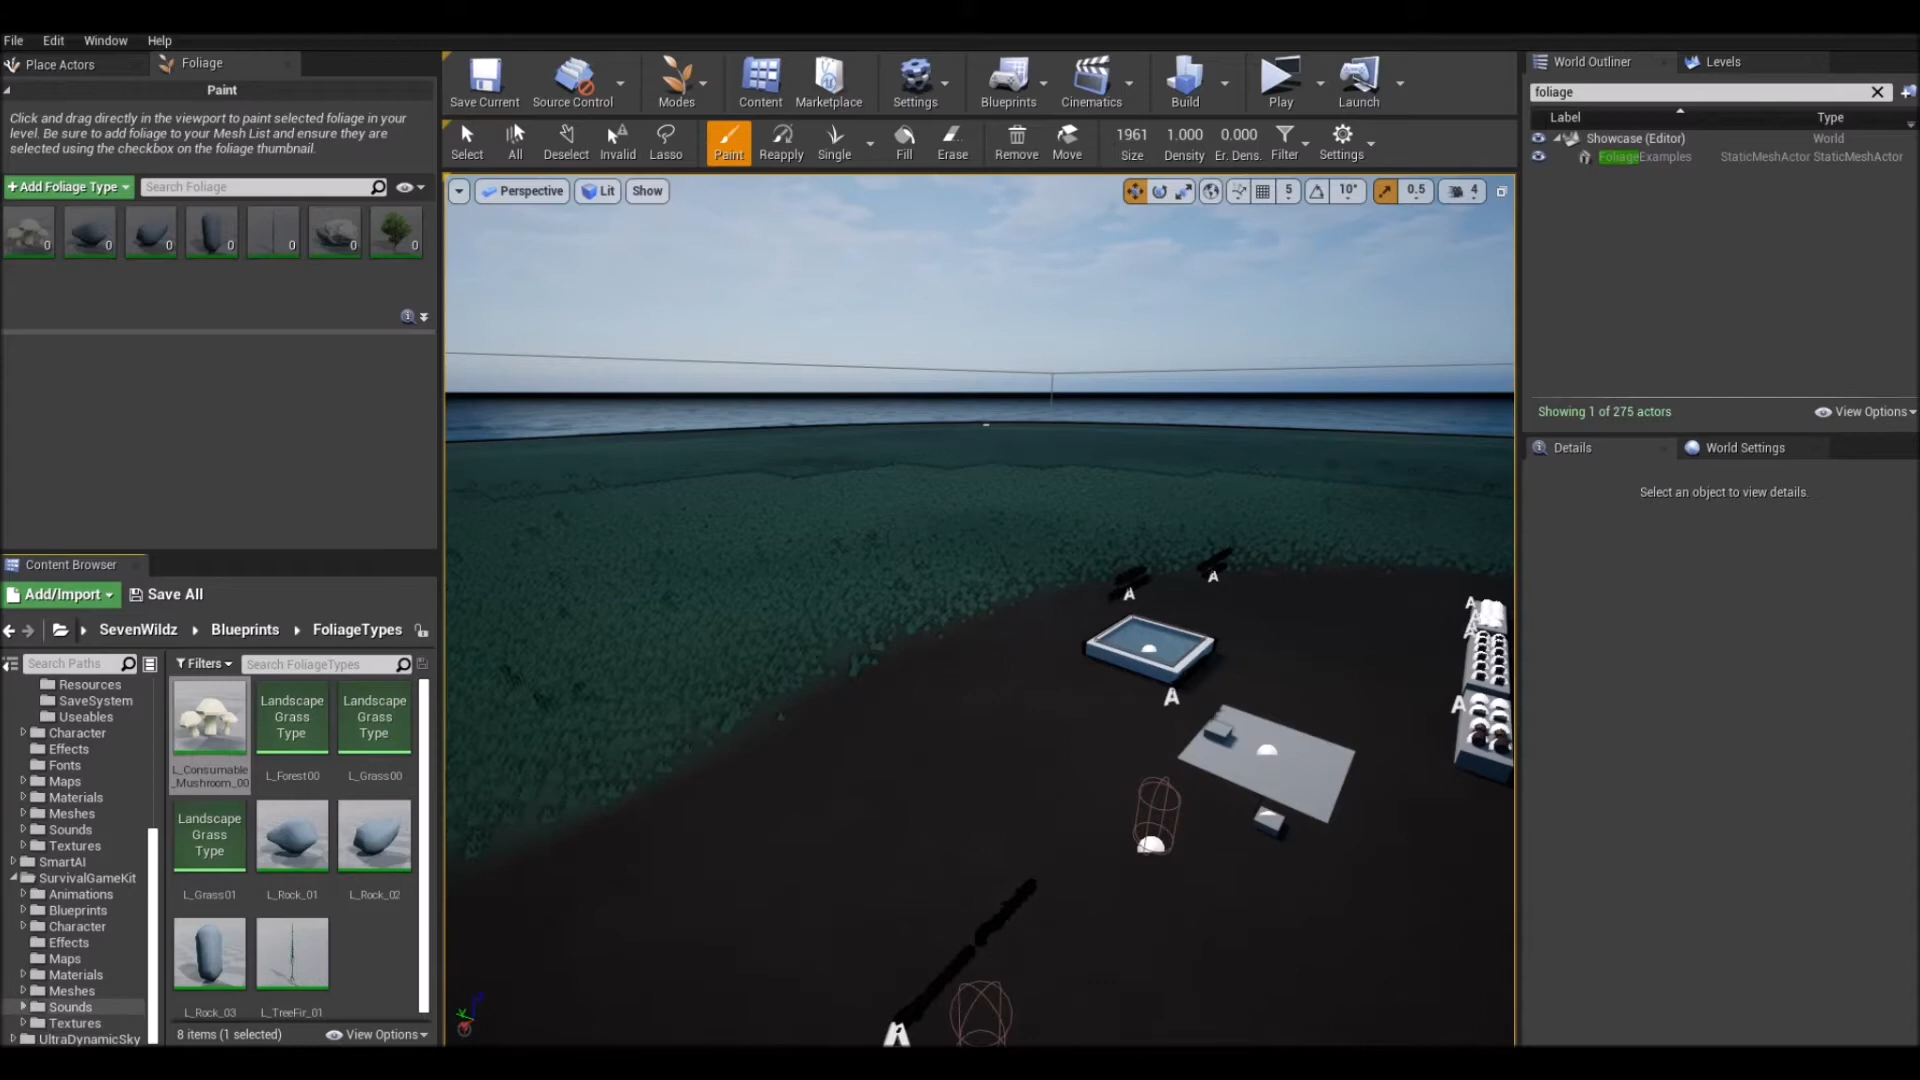 File Edit Window Help
Place Actors Foliage
Paint
Click and drag directly in the viewport to paint selected foliage in your
level. Be sure to add foliage to your Mesh List and ensure they are
selected using the checkbox on the foliage thumbnail.
+Add Foliage Type Search Foliage
0 0 0 0 0 0 0
Save Current Source Control Modes Content Marketplace Settings Blueprints Cinematics Build Play Launch
Select All Deselect Invalid Lasso Paint Reapply Single Fill Erase Remove Move
1961 1.000 0.000
Size Density Er. Dens. Filter Settings
Perspective Lit Show
5 10° 0.5 4
World Outliner Levels
foliage
Label Type
Showcase (Editor) World
FoliageExamples StaticMeshActor StaticMeshActor
Showing 1 of 275 actors View Options
Details World Settings
Select an object to view details.
Content Browser
Add/Import Save All
SevenWildz Blueprints FoliageTypes
Search Paths Filters Search FoliageTypes
Resources
SaveSystem
Useables
Character
Effects
Fonts
Maps
Materials
Meshes
Sounds
Textures
SmartAI
SurvivalGameKit
Animations
Blueprints
Character
Effects
Maps
Materials
Meshes
Sounds
Textures
UltraDynamicSky
L_Consumable
_Mushroom_00
Landscape
Grass
Type
L_Forest00
Landscape
Grass
Type
L_Grass00
Landscape
Grass
Type
L_Grass01
L_Rock_01
L_Rock_02
L_Rock_03
L_TreeFir_01
8 items (1 selected) View Options